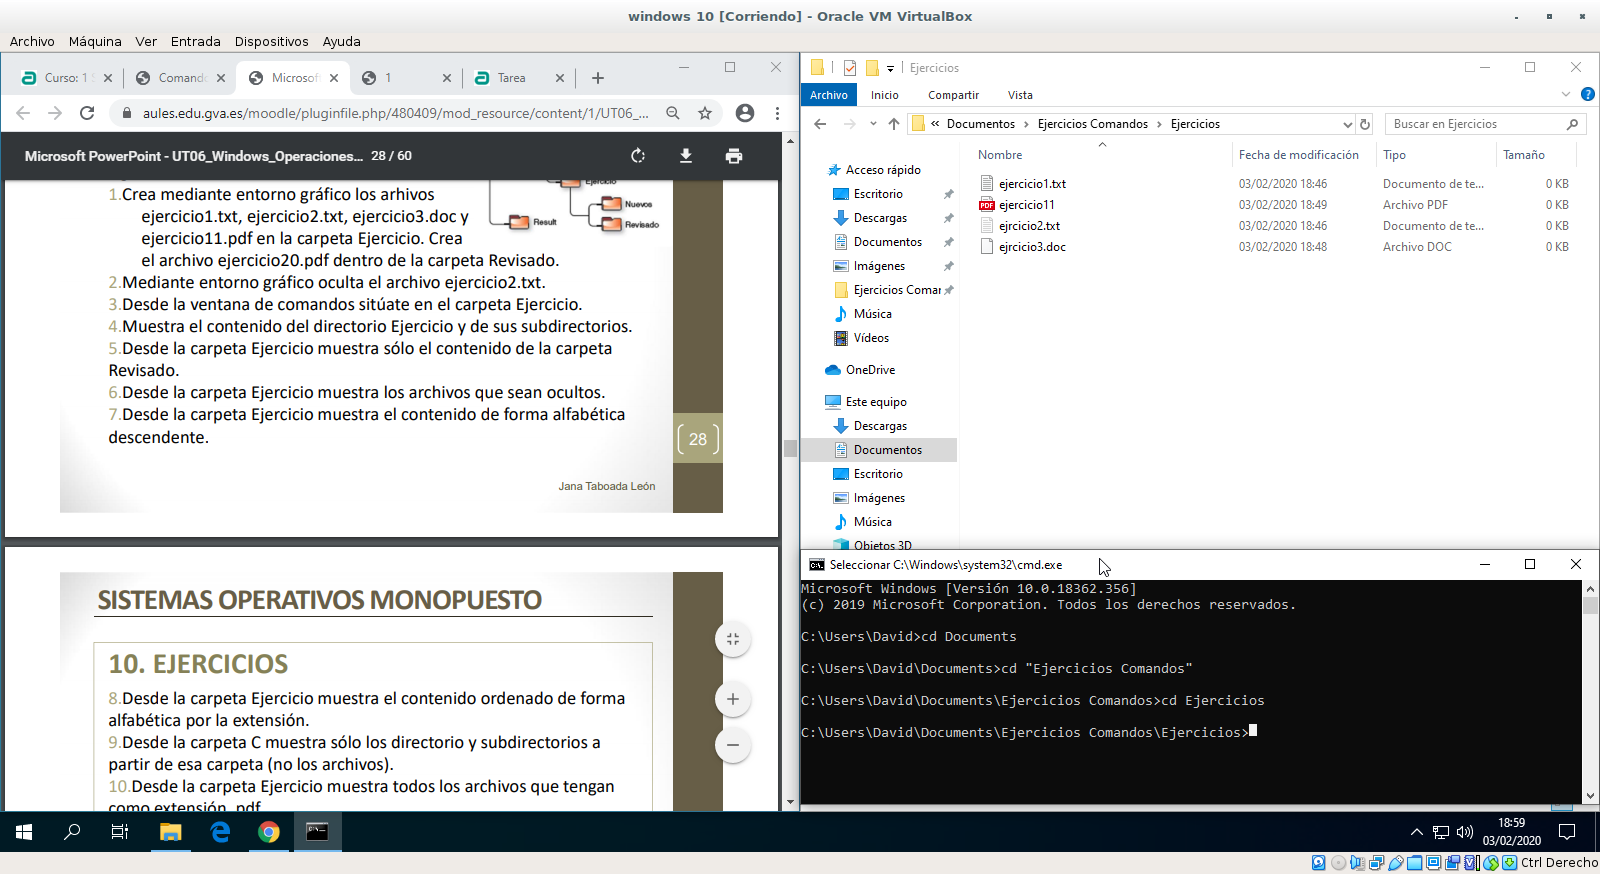 windows 10 [Corriendo] - Oracle VM VirtualBox
Archivo Máquina Ver Entrada Dispositivos Ayuda
Curso: 1 Comand Microsof 1 Tarea
aules.edu.gva.es/moodle/pluginfile.php/480409/mod_resource/content/1/UT06_...
Microsoft PowerPoint - UT06_Windows_Operaciones... 28 / 60
1.Crea mediante entorno gráfico los arhivos
ejercicio1.txt, ejercicio2.txt, ejercicio3.doc y
ejercicio11.pdf en la carpeta Ejercicio. Crea
el archivo ejercicio20.pdf dentro de la carpeta Revisado.
Ejercicio
Nuevos
Result
Revisado
2.Mediante entorno gráfico oculta el archivo ejercicio2.txt.
3.Desde la ventana de comandos sitúate en el carpeta Ejercicio.
4.Muestra el contenido del directorio Ejercicio y de sus subdirectorios.
5.Desde la carpeta Ejercicio muestra sólo el contenido de la carpeta
Revisado.
6.Desde la carpeta Ejercicio muestra los archivos que sean ocultos.
7.Desde la carpeta Ejercicio muestra el contenido de forma alfabética
descendente.
28
Jana Taboada León
SISTEMAS OPERATIVOS MONOPUESTO
10. EJERCICIOS
8.Desde la carpeta Ejercicio muestra el contenido ordenado de forma
alfabética por la extensión.
9.Desde la carpeta C muestra sólo los directorio y subdirectorios a
partir de esa carpeta (no los archivos).
10.Desde la carpeta Ejercicio muestra todos los archivos que tengan
como extensión .pdf
Ejercicios
Archivo Inicio Compartir Vista
« Documentos › Ejercicios Comandos › Ejercicios
Buscar en Ejercicios
Nombre Fecha de modificación Tipo Tamaño
ejercicio1.txt 03/02/2020 18:46 Documento de te... 0 KB
PDF ejercicio11 03/02/2020 18:49 Archivo PDF 0 KB
ejrcicio2.txt 03/02/2020 18:46 Documento de te... 0 KB
ejrcicio3.doc 03/02/2020 18:48 Archivo DOC 0 KB
Acceso rápido
Escritorio
Descargas
Documentos
Imágenes
Ejercicios Comar
Música
Vídeos
OneDrive
Este equipo
Descargas
Documentos
Escritorio
Imágenes
Música
Objetos 3D
Seleccionar C:\Windows\system32\cmd.exe
Microsoft Windows [Versión 10.0.18362.356]
(c) 2019 Microsoft Corporation. Todos los derechos reservados.
C:\Users\David>cd Documents
C:\Users\David\Documents>cd "Ejercicios Comandos"
C:\Users\David\Documents\Ejercicios Comandos>cd Ejercicios
C:\Users\David\Documents\Ejercicios Comandos\Ejercicios>
18:59
03/02/2020
Ctrl Derecho